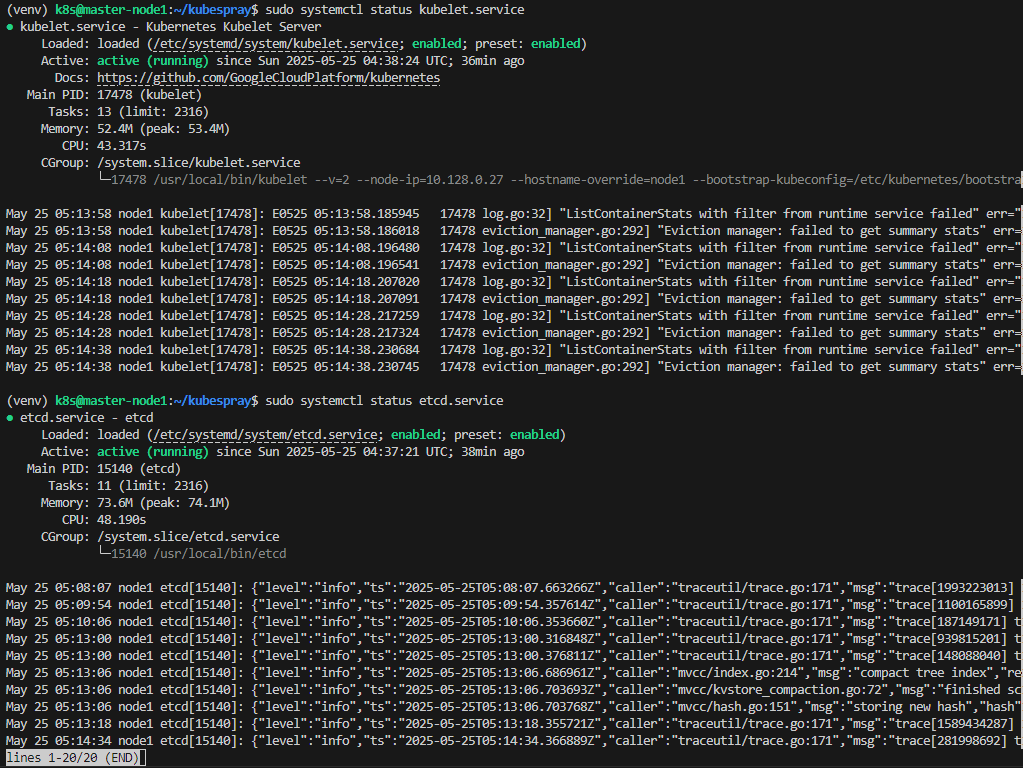 (venv) k8s@master-node1:~/kubespray$ sudo systemctl status kubelet.service
● kubelet.service - Kubernetes Kubelet Server
Loaded: loaded (/etc/systemd/system/kubelet.service; enabled; preset: enabled)
Active: active (running) since Sun 2025-05-25 04:38:24 UTC; 36min ago
Docs: https://github.com/GoogleCloudPlatform/kubernetes
Main PID: 17478 (kubelet)
Tasks: 13 (limit: 2316)
Memory: 52.4M (peak: 53.4M)
CPU: 43.317s
CGroup: /system.slice/kubelet.service
└─17478 /usr/local/bin/kubelet --v=2 --node-ip=10.128.0.27 --hostname-override=node1 --bootstrap-kubeconfig=/etc/kubernetes/bootstra
May 25 05:13:58 node1 kubelet[17478]: E0525 05:13:58.185945 17478 log.go:32] "ListContainerStats with filter from runtime service failed" err="
May 25 05:13:58 node1 kubelet[17478]: E0525 05:13:58.186018 17478 eviction_manager.go:292] "Eviction manager: failed to get summary stats" err=
May 25 05:14:08 node1 kubelet[17478]: E0525 05:14:08.196480 17478 log.go:32] "ListContainerStats with filter from runtime service failed" err="
May 25 05:14:08 node1 kubelet[17478]: E0525 05:14:08.196541 17478 eviction_manager.go:292] "Eviction manager: failed to get summary stats" err=
May 25 05:14:18 node1 kubelet[17478]: E0525 05:14:18.207020 17478 log.go:32] "ListContainerStats with filter from runtime service failed" err="
May 25 05:14:18 node1 kubelet[17478]: E0525 05:14:18.207091 17478 eviction_manager.go:292] "Eviction manager: failed to get summary stats" err=
May 25 05:14:28 node1 kubelet[17478]: E0525 05:14:28.217259 17478 log.go:32] "ListContainerStats with filter from runtime service failed" err="
May 25 05:14:28 node1 kubelet[17478]: E0525 05:14:28.217324 17478 eviction_manager.go:292] "Eviction manager: failed to get summary stats" err=
May 25 05:14:38 node1 kubelet[17478]: E0525 05:14:38.230684 17478 log.go:32] "ListContainerStats with filter from runtime service failed" err="
May 25 05:14:38 node1 kubelet[17478]: E0525 05:14:38.230745 17478 eviction_manager.go:292] "Eviction manager: failed to get summary stats" err=
(venv) k8s@master-node1:~/kubespray$ sudo systemctl status etcd.service
● etcd.service - etcd
Loaded: loaded (/etc/systemd/system/etcd.service; enabled; preset: enabled)
Active: active (running) since Sun 2025-05-25 04:37:21 UTC; 38min ago
Main PID: 15140 (etcd)
Tasks: 11 (limit: 2316)
Memory: 73.6M (peak: 74.1M)
CPU: 48.190s
CGroup: /system.slice/etcd.service
└─15140 /usr/local/bin/etcd
May 25 05:08:07 node1 etcd[15140]: {"level":"info","ts":"2025-05-25T05:08:07.663266Z","caller":"traceutil/trace.go:171","msg":"trace[1993223013]
May 25 05:09:54 node1 etcd[15140]: {"level":"info","ts":"2025-05-25T05:09:54.357614Z","caller":"traceutil/trace.go:171","msg":"trace[1100165899]
May 25 05:10:06 node1 etcd[15140]: {"level":"info","ts":"2025-05-25T05:10:06.353660Z","caller":"traceutil/trace.go:171","msg":"trace[187149171] t
May 25 05:13:00 node1 etcd[15140]: {"level":"info","ts":"2025-05-25T05:13:00.316848Z","caller":"traceutil/trace.go:171","msg":"trace[939815201] t
May 25 05:13:00 node1 etcd[15140]: {"level":"info","ts":"2025-05-25T05:13:00.376811Z","caller":"traceutil/trace.go:171","msg":"trace[148088040] t
May 25 05:13:06 node1 etcd[15140]: {"level":"info","ts":"2025-05-25T05:13:06.686961Z","caller":"mvcc/index.go:214","msg":"compact tree index","re
May 25 05:13:06 node1 etcd[15140]: {"level":"info","ts":"2025-05-25T05:13:06.703693Z","caller":"mvcc/kvstore_compaction.go:72","msg":"finished sc
May 25 05:13:06 node1 etcd[15140]: {"level":"info","ts":"2025-05-25T05:13:06.703768Z","caller":"mvcc/hash.go:151","msg":"storing new hash","hash"
May 25 05:13:18 node1 etcd[15140]: {"level":"info","ts":"2025-05-25T05:13:18.355721Z","caller":"traceutil/trace.go:171","msg":"trace[1589434287]
May 25 05:14:34 node1 etcd[15140]: {"level":"info","ts":"2025-05-25T05:14:34.366889Z","caller":"traceutil/trace.go:171","msg":"trace[281998692] t
lines 1-20/20 (END)